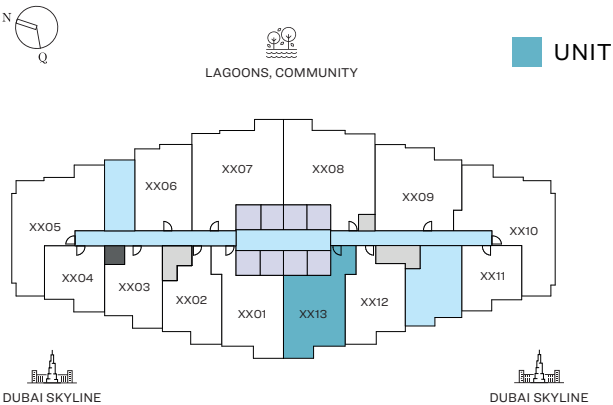 N
Q
LAGOONS, COMMUNITY
UNIT
XX07
XX08
XX06
XX09
XX05
XX10
XX04
XX03
XX02
XX01
XX13
XX12
XX11
DUBAI SKYLINE
DUBAI SKYLINE